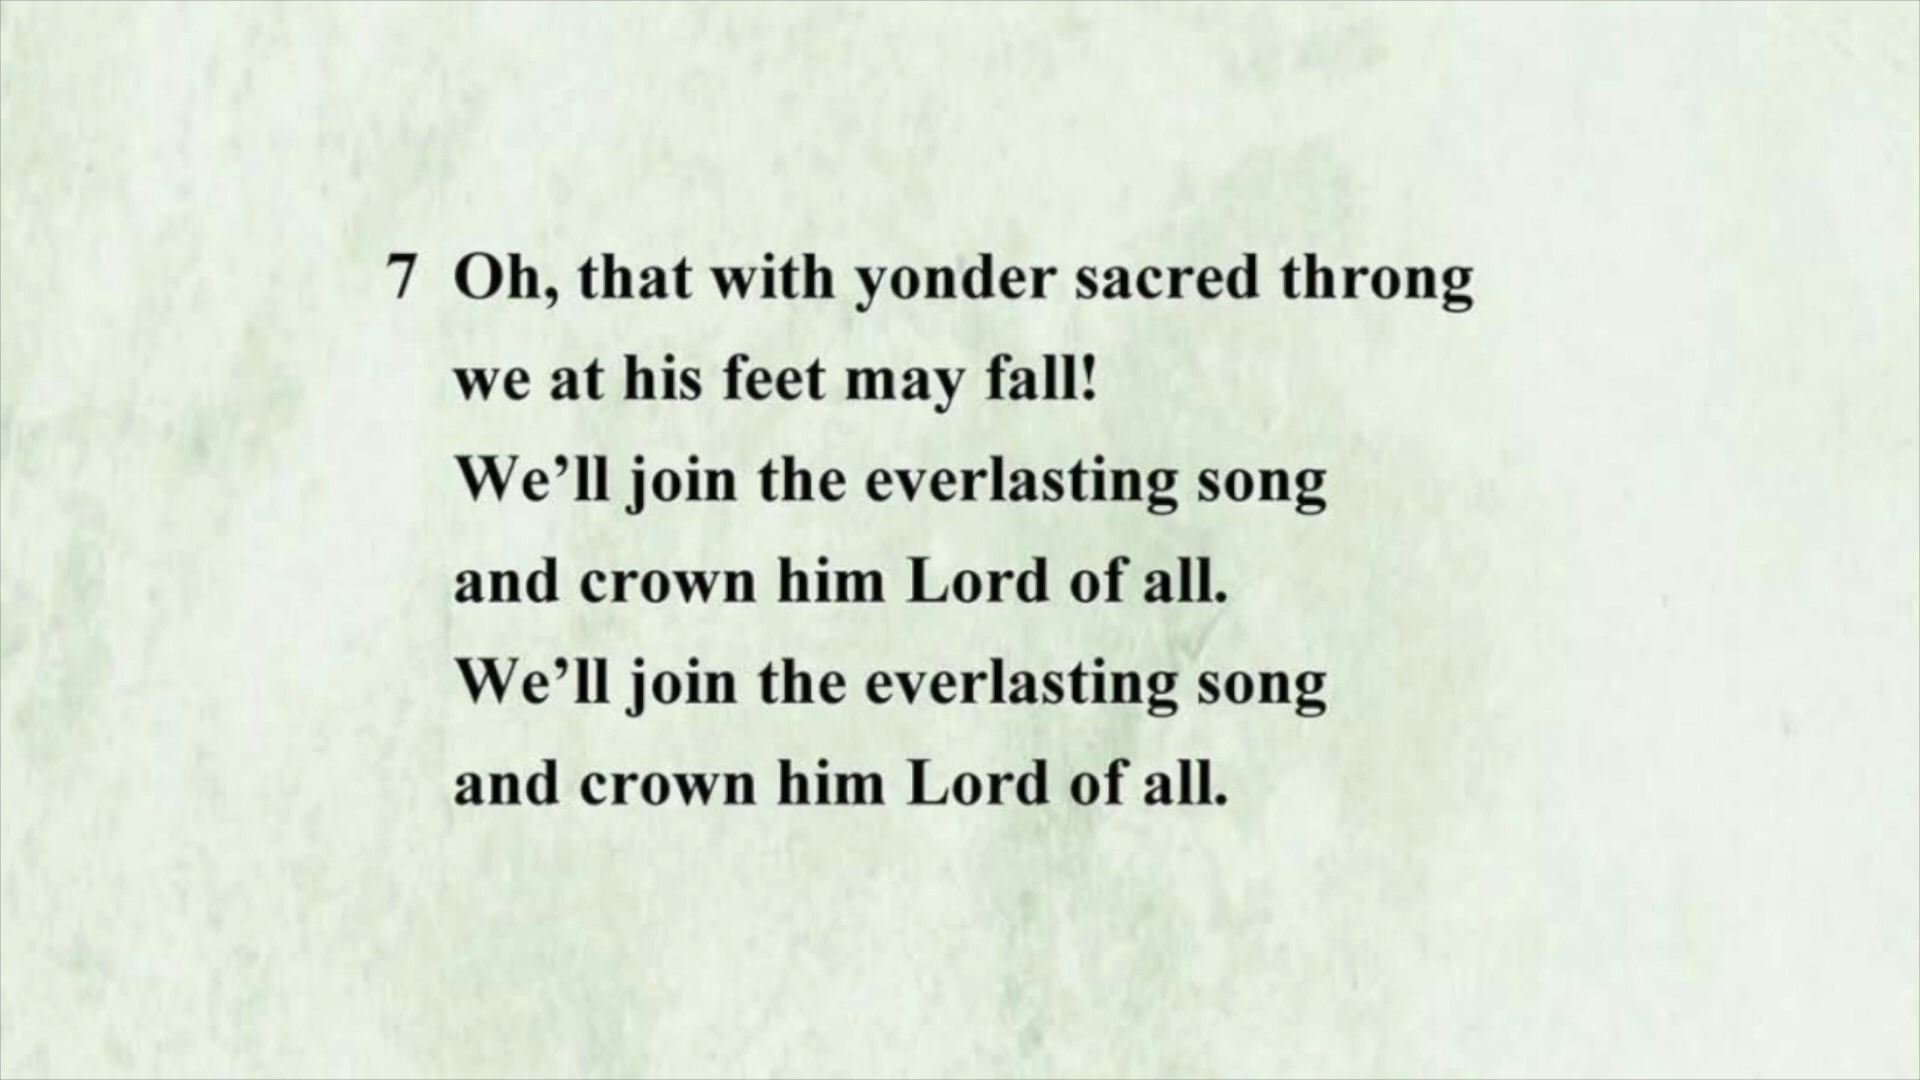 7 Oh, that with yonder sacred throng
we at his feet may fall!
We’ll join the everlasting song
and crown him Lord of all.
We’ll join the everlasting song
and crown him Lord of all.